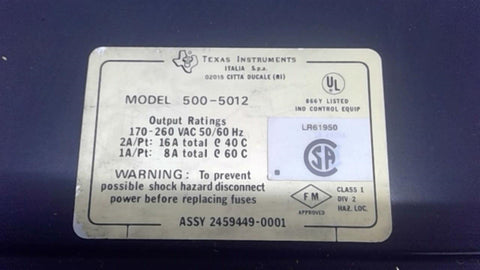 TEXAS INSTRUMENTS
ITALIA S.p.a.
02015 CITTA DUCALE (RI)
UL
866Y LISTED
IND CONTROL EQUIP
MODEL 500-5012
Output Ratings
170-260 VAC 50/60 Hz
2A/Pt: 16A total @ 40 C
1A/Pt: 8A total @ 60 C
LR61950
SA
WARNING: To prevent
possible shock hazard disconnect
power before replacing fuses
FM
APPROVED
CLASS I
DIV 2
HAZ. LOC.
ASSY 2459449-0001